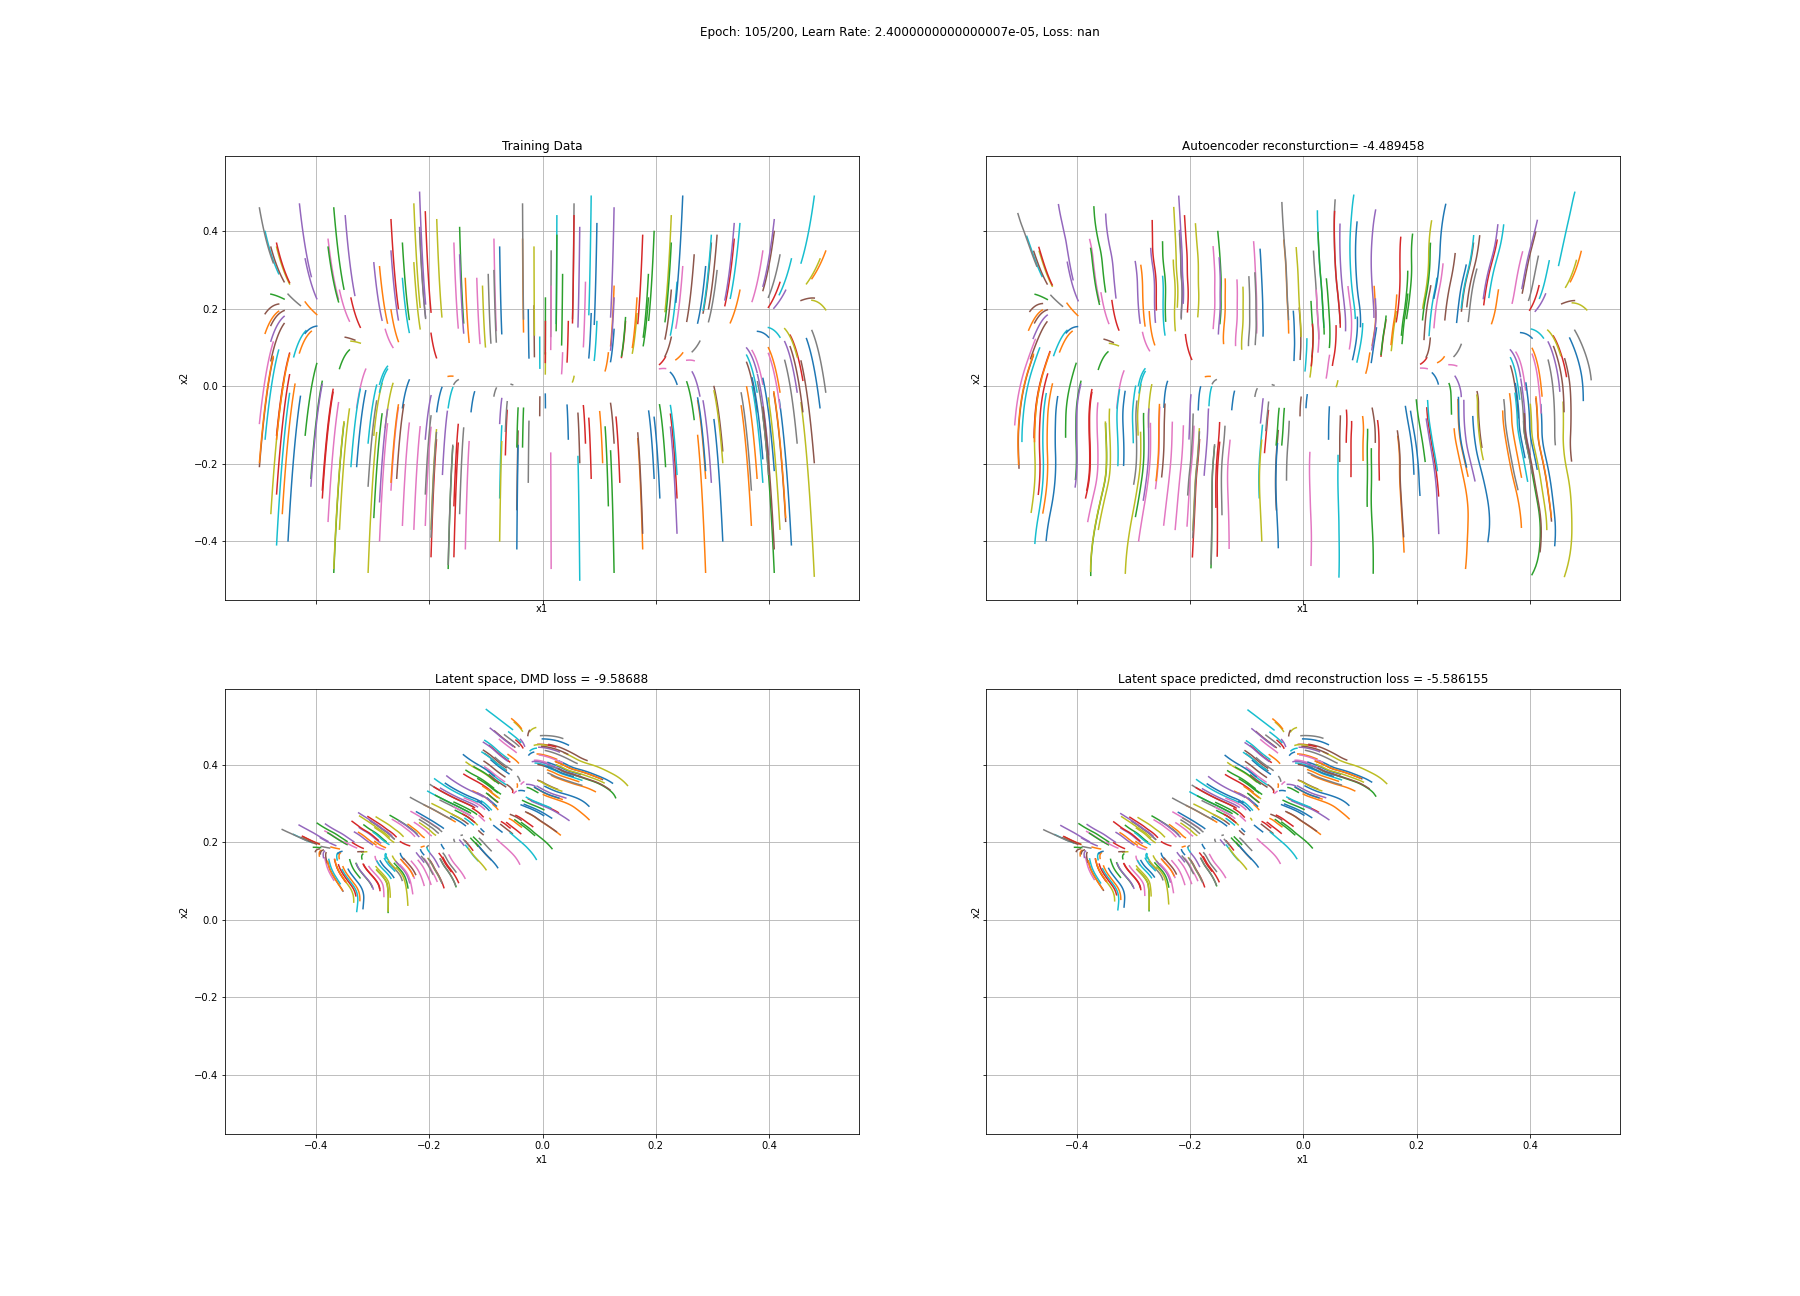 Epoch: 105/200, Learn Rate: 2.4000000000000007e-05, Loss: nan
Training Data
Autoencoder reconsturction= -4.489458
0.4
0.2
0.0
−0.2
−0.4
x2
x2
x1
x1
Latent space, DMD loss = -9.58688
Latent space predicted, dmd reconstruction loss = -5.586155
0.4
0.2
0.0
−0.2
−0.4
x2
x2
−0.4 −0.2 0.0 0.2 0.4
−0.4 −0.2 0.0 0.2 0.4
x1
x1